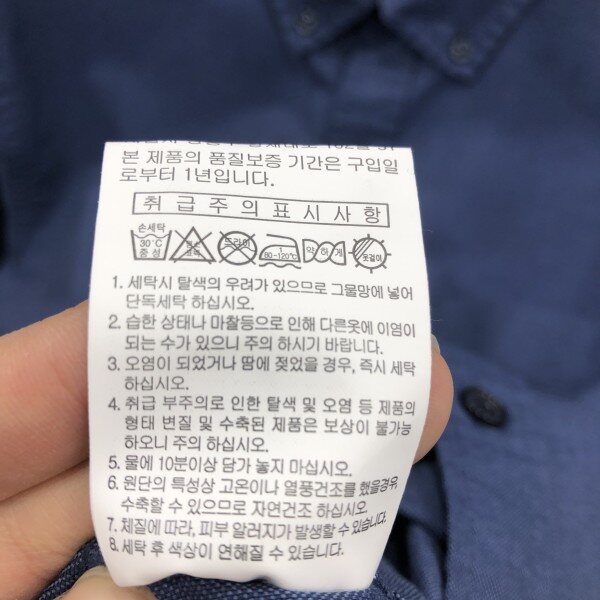 본 제품의 품질보증 기간은 구입일
로부터 1년입니다.
취급주의표시사항
손세탁
30℃
중성
드라이
80~120℃
약하게
옷걸이
1. 세탁시 탈색의 우려가 있으므로 그물망에 넣어
단독세탁 하십시오.
2. 습한 상태나 마찰등으로 인해 다른옷에 이염이
되는 수가 있으니 주의 하시기 바랍니다.
3. 오염이 되었거나 땀에 젖었을 경우, 즉시 세탁
하십시오.
4. 취급 부주의로 인한 탈색 및 오염 등 제품의
형태 변질 및 수축된 제품은 보상이 불가능
하오니 주의 하십시오.
5. 물에 10분이상 담가 놓지 마십시오.
6. 원단의 특성상 고온이나 열풍건조를 했을경우,
수축할 수 있으므로 자연건조 하십시오.
7. 체질에 따라, 피부 알러지가 발생할 수 있습니다.
8. 세탁 후 색상이 연해질 수 있습니다.